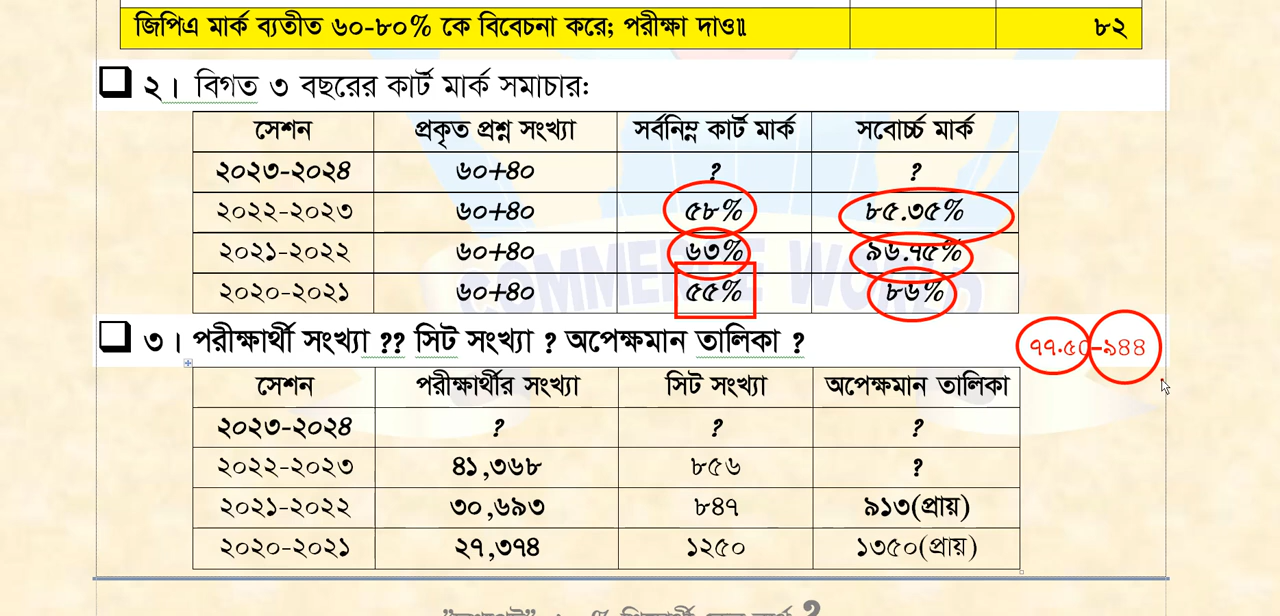 জিপিএ মার্ক ব্যতীত ৬০-৮০% কে বিবেচনা করে; পরীক্ষা দাও॥ ৮২
২। বিগত ৩ বছরের কার্ট মার্ক সমাচার:
সেশন প্রকৃত প্রশ্ন সংখ্যা সর্বনিম্ন কার্ট মার্ক সবোর্চ্চ মার্ক
২০২৩-২০২৪ ৬০+৪০ ? ?
২০২২-২০২৩ ৬০+৪০ ৫৮% ৮৫.৩৫%
২০২১-২০২২ ৬০+৪০ ৬৩% ৯৬.৭৫%
২০২০-২০২১ ৬০+৪০ ৫৫% ৮৬%
COMMERCE WORLD
৩। পরীক্ষার্থী সংখ্যা ?? সিট সংখ্যা ? অপেক্ষমান তালিকা ? ৭৭.৫০-৯৪৪
সেশন পরীক্ষার্থীর সংখ্যা সিট সংখ্যা অপেক্ষমান তালিকা
২০২৩-২০২৪ ? ? ?
২০২২-২০২৩ ৪১,৩৬৮ ৮৫৬ ?
২০২১-২০২২ ৩০,৬৯৩ ৮৪৭ ৯১৩(প্রায়)
২০২০-২০২১ ২৭,৩৭৪ ১২৫০ ১৩৫০(প্রায়)